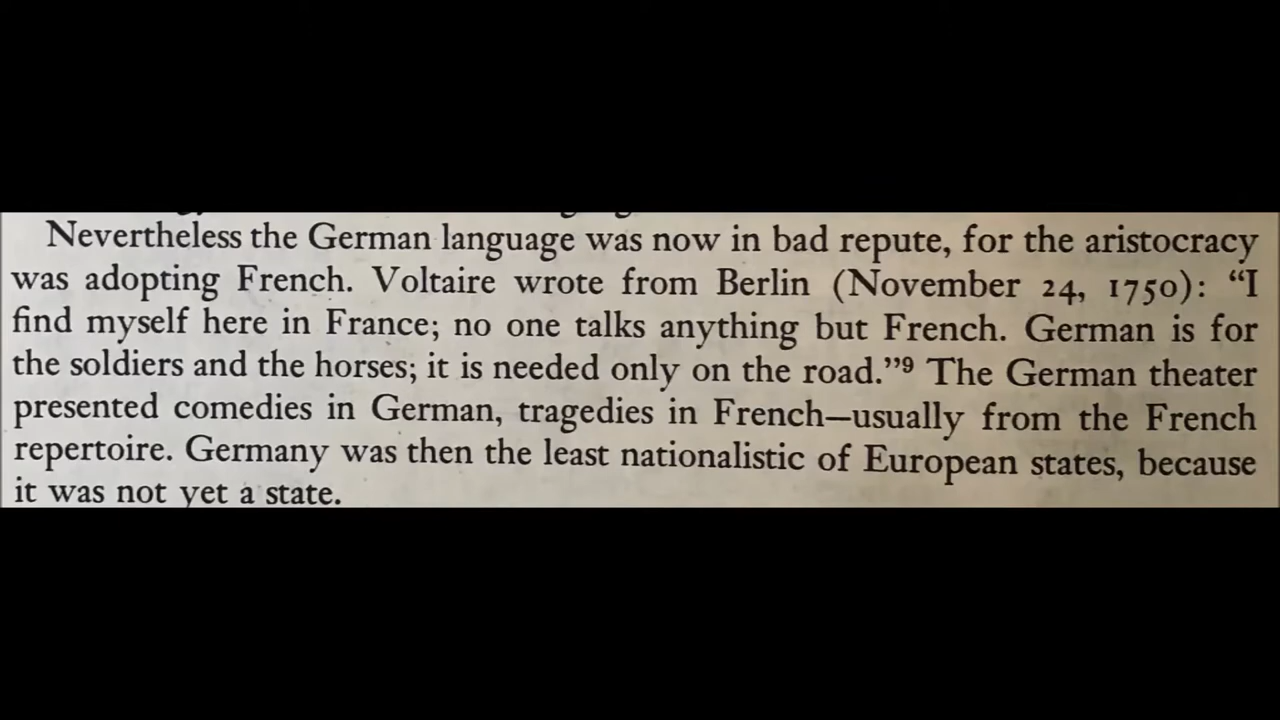 Nevertheless the German language was now in bad repute, for the aristocracy
was adopting French. Voltaire wrote from Berlin (November 24, 1750): “I
find myself here in France; no one talks anything but French. German is for
the soldiers and the horses; it is needed only on the road.”9 The German theater
presented comedies in German, tragedies in French—usually from the French
repertoire. Germany was then the least nationalistic of European states, because
it was not yet a state.